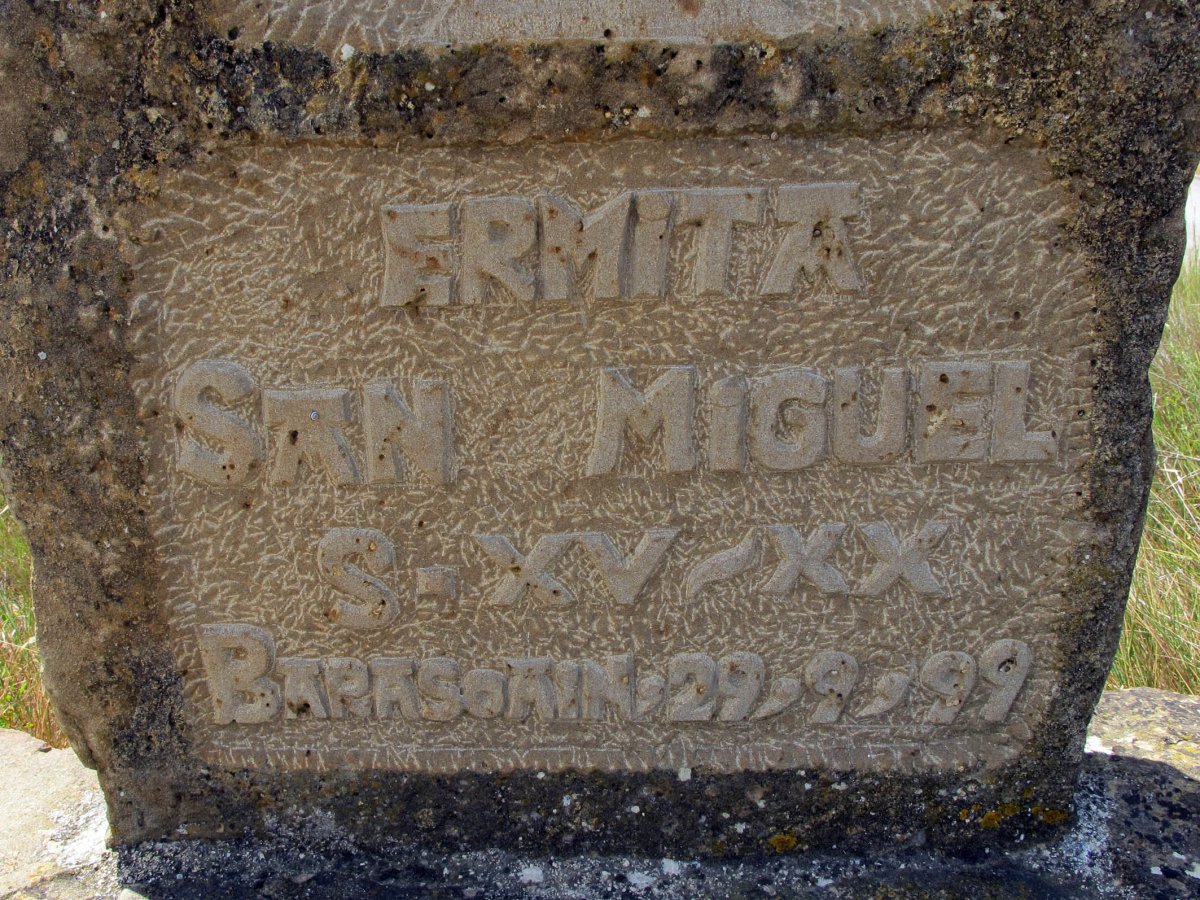 ERMiTA
SAN MiGUEL
S. XV-XX
BARASOAIN, 29, 9, 99